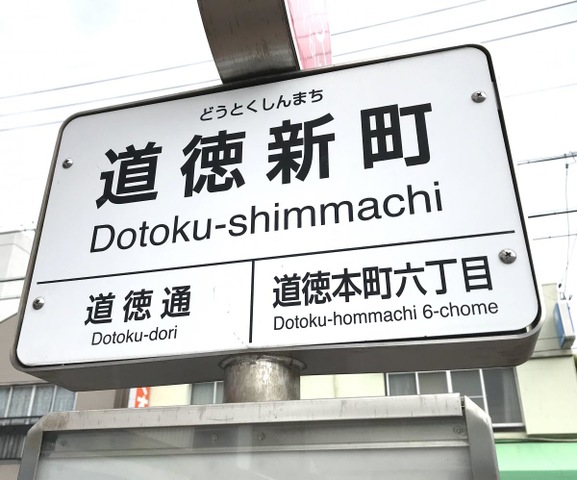 どうとくしんまち
道徳新町
Dotoku-shimmachi
道徳通
Dotoku-dori
道徳本町六丁目
Dotoku-hommachi 6-chome